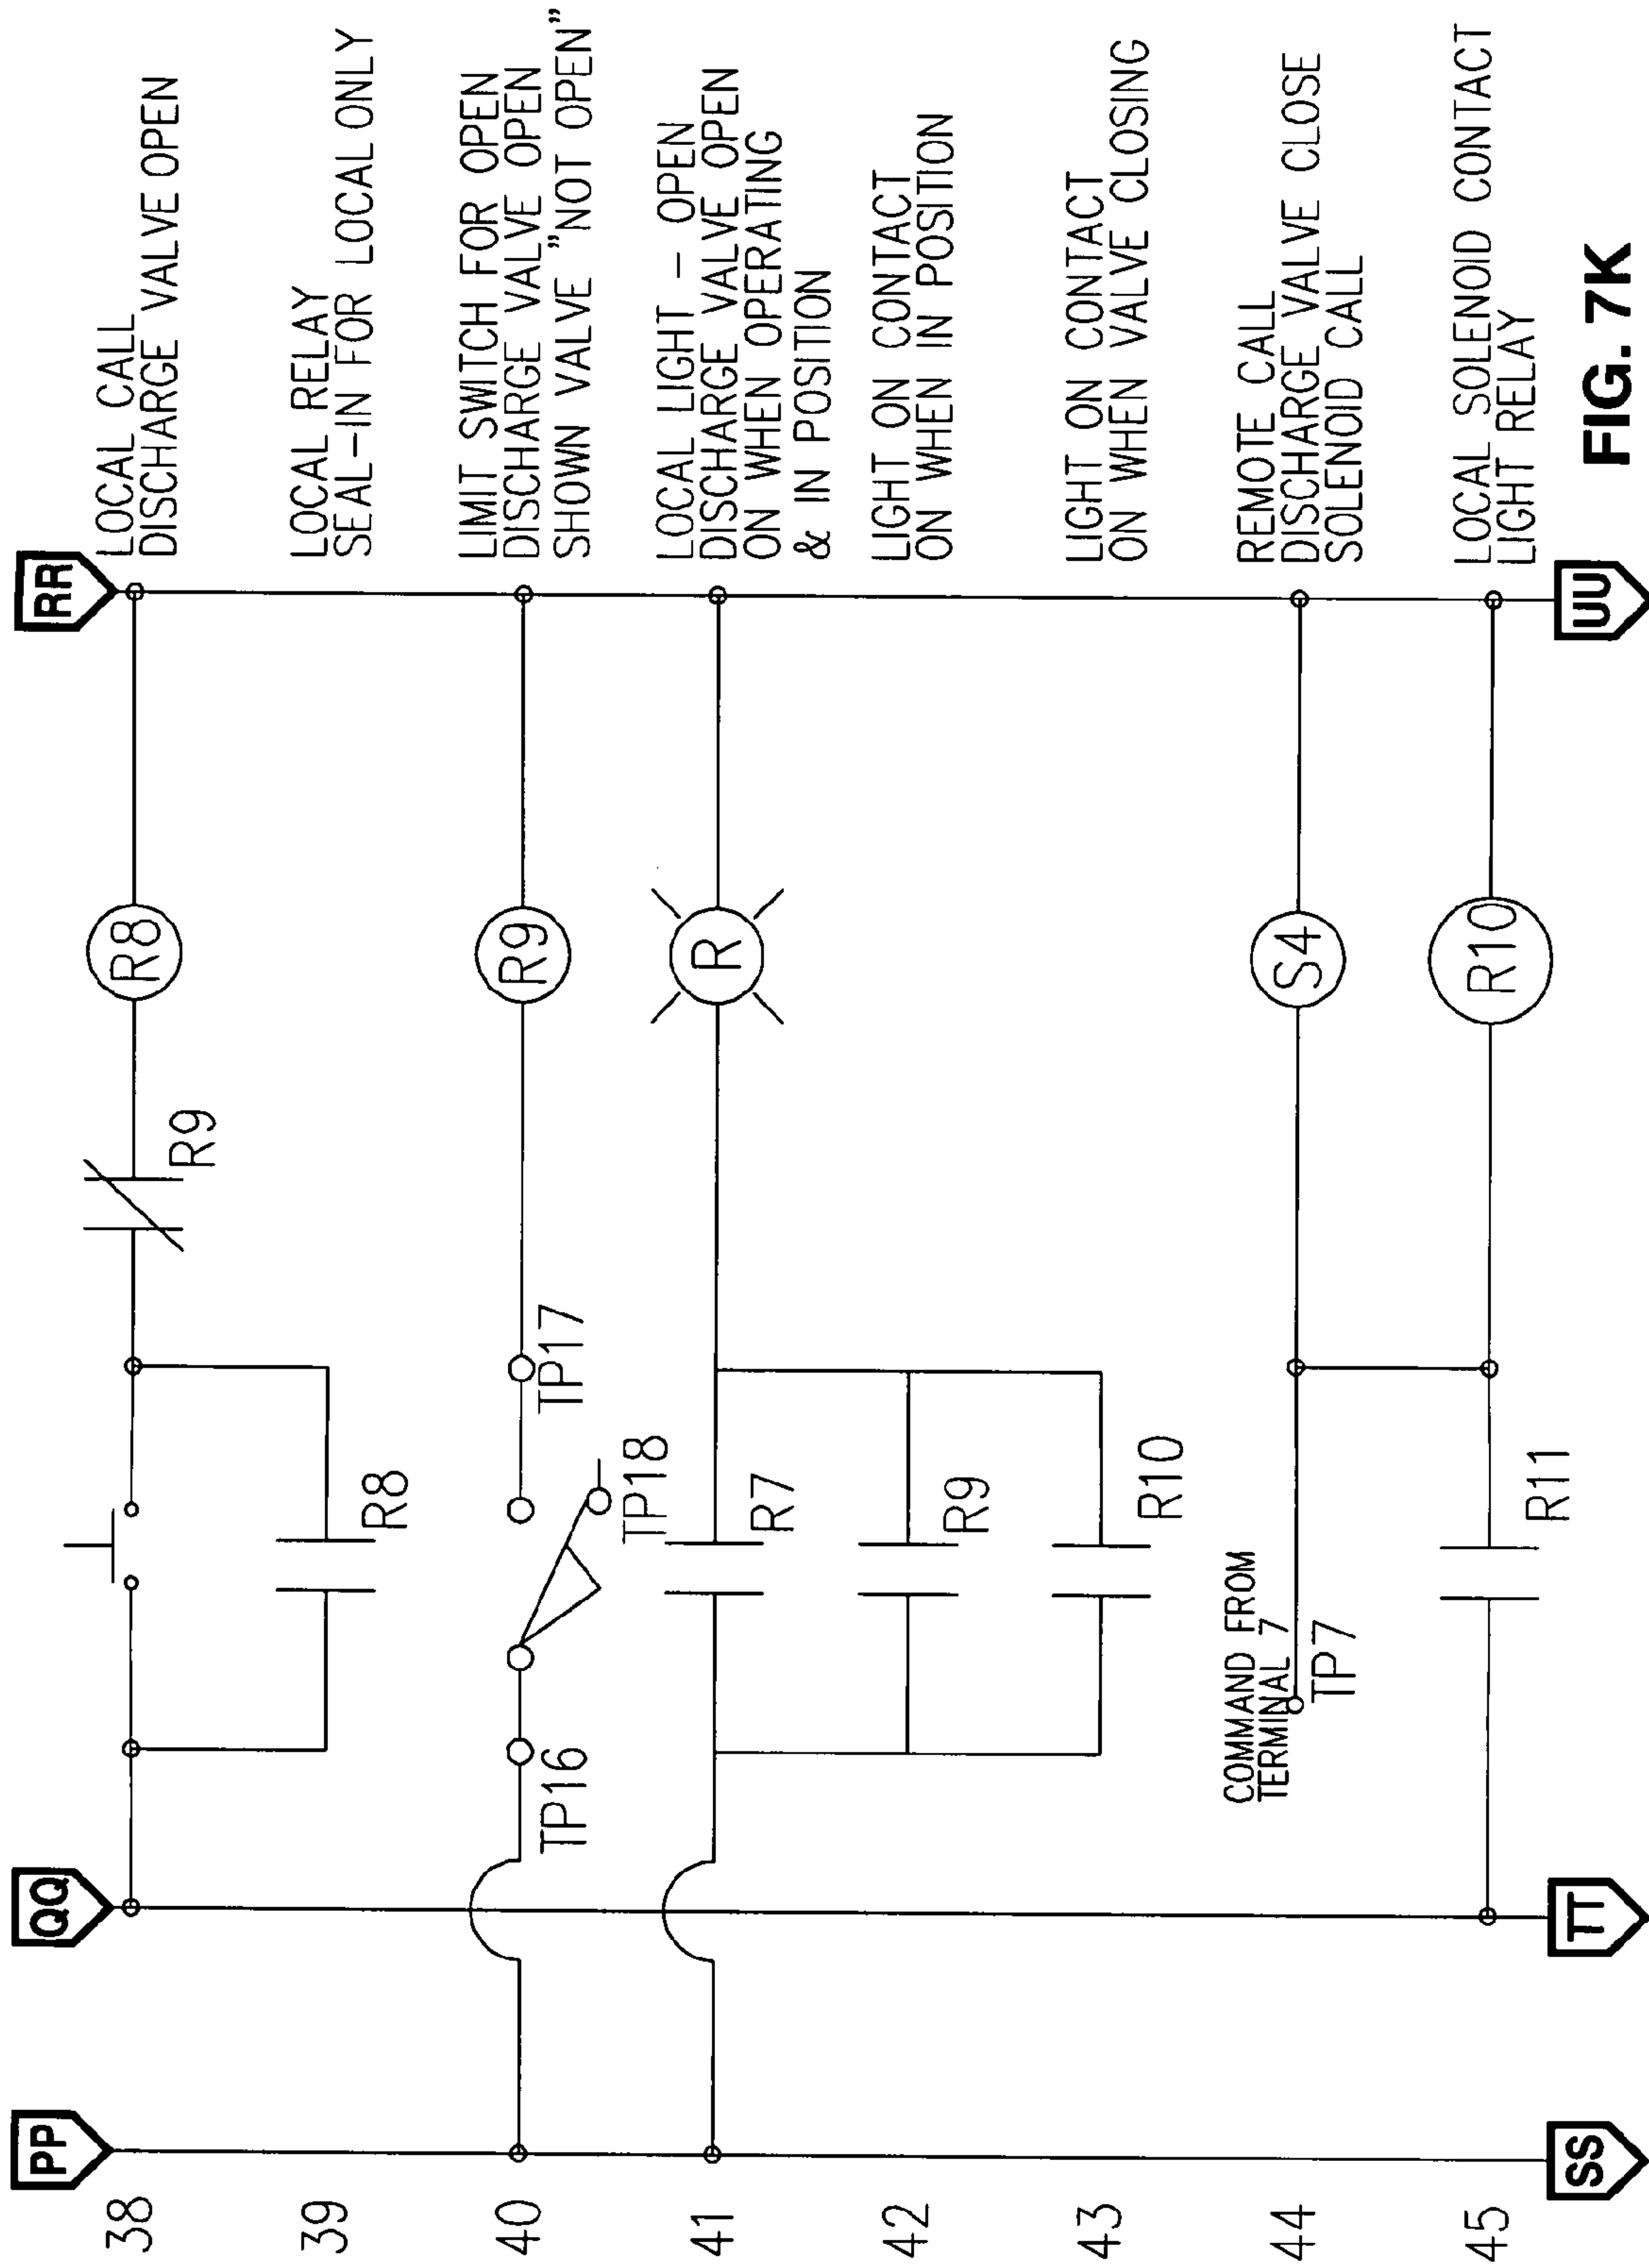 PP
QQ
RR
38
R9
R8
LOCAL CALL
DISCHARGE VALVE OPEN
39
R8
LOCAL RELAY
SEAL-IN FOR LOCAL ONLY
40
TP16
TP18
TP17
R9
LIMIT SWITCH FOR OPEN
DISCHARGE VALVE OPEN
SHOWN VALVE "NOT OPEN"
41
R7
R
LOCAL LIGHT - OPEN
DISCHARGE VALVE OPEN
ON WHEN OPERATING
& IN POSITION
42
R9
LIGHT ON CONTACT
ON WHEN IN POSITION
43
R10
LIGHT ON CONTACT
ON WHEN VALVE CLOSING
44
COMMAND FROM
TERMINAL 7
TP7
S4
REMOTE CALL
DISCHARGE VALVE CLOSE
SOLENOID CALL
45
R11
R10
LOCAL SOLENOID CONTACT
LIGHT RELAY
SS
TT
UU
FIG. 7K